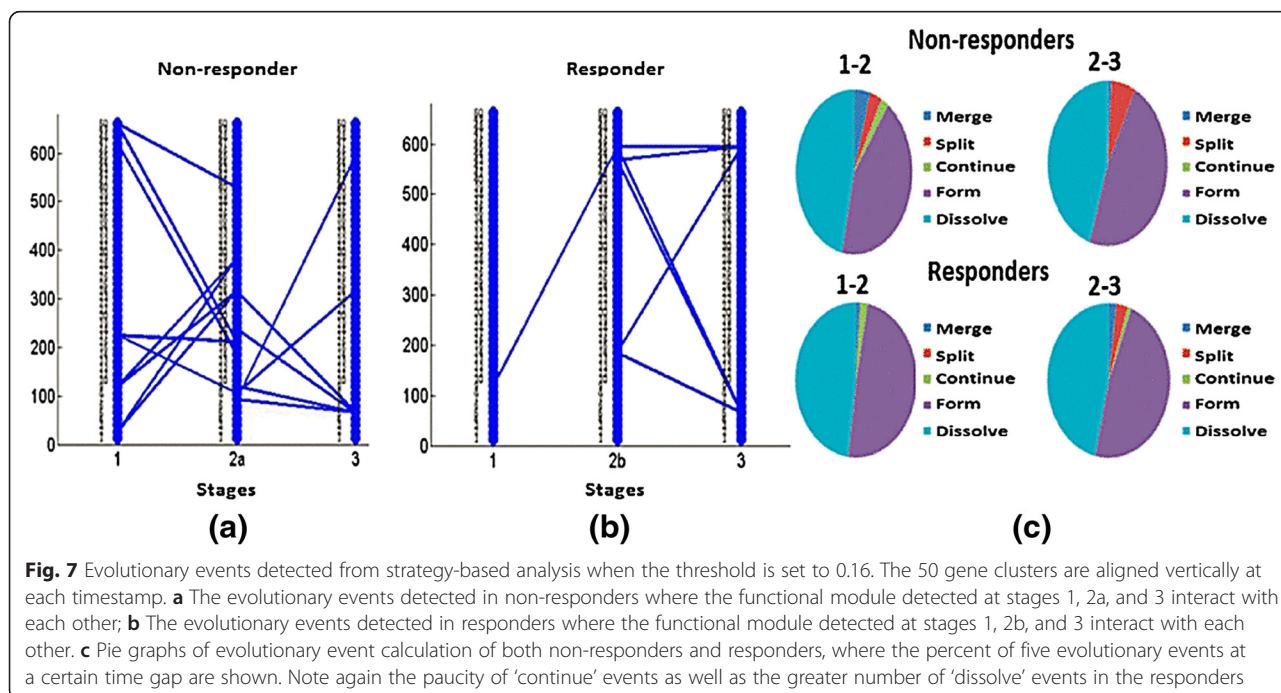 Non-responder
600
500
400
300
200
100
0
1
2a
3
Stages
(a)
Responder
600
500
400
300
200
100
0
1
2b
3
Stages
(b)
Non-responders
1-2
Merge
Split
Continue
Form
Dissolve
2-3
Merge
Split
Continue
Form
Dissolve
Responders
1-2
Merge
Split
Continue
Form
Dissolve
2-3
Merge
Split
Continue
Form
Dissolve
(c)
Fig. 7 Evolutionary events detected from strategy-based analysis when the threshold is set to 0.16. The 50 gene clusters are aligned vertically at
each timestamp. a The evolutionary events detected in non-responders where the functional module detected at stages 1, 2a, and 3 interact with
each other; b The evolutionary events detected in responders where the functional module detected at stages 1, 2b, and 3 interact with each
other. c Pie graphs of evolutionary event calculation of both non-responders and responders, where the percent of five evolutionary events at
a certain time gap are shown. Note again the paucity of 'continue' events as well as the greater number of 'dissolve' events in the responders